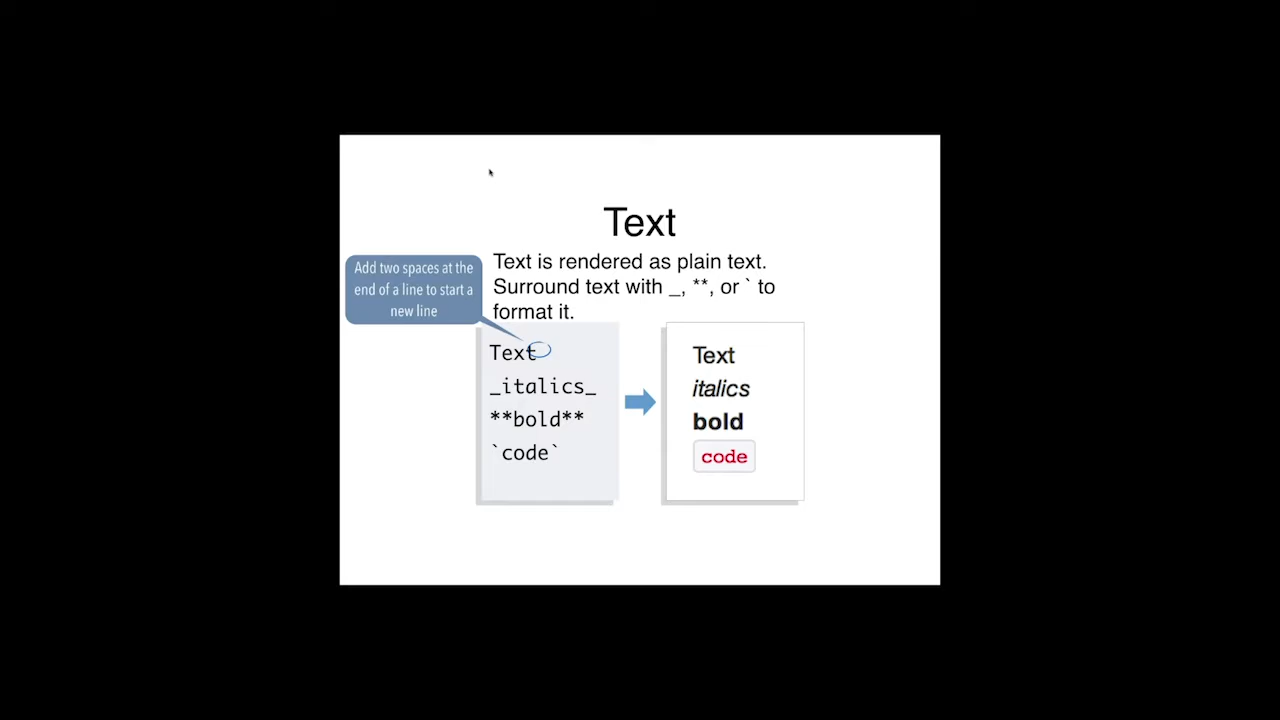 Text
Text is rendered as plain text.
Surround text with _, **, or ` to
format it.
Add two spaces at the
end of a line to start a
new line
Text
_italics_
**bold**
`code`
Text
italics
bold
code